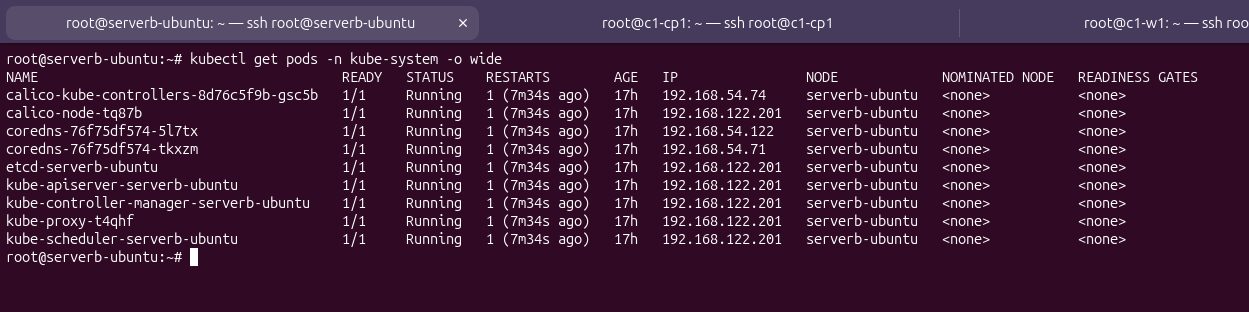 root@serverb-ubuntu: ~ — ssh root@serverb-ubuntu × root@c1-cp1: ~ — ssh root@c1-cp1 root@c1-w1: ~ — ssh roo
root@serverb-ubuntu:~# kubectl get pods -n kube-system -o wide
NAME READY STATUS RESTARTS AGE IP NODE NOMINATED NODE READINESS GATES
calico-kube-controllers-8d76c5f9b-gsc5b 1/1 Running 1 (7m34s ago) 17h 192.168.54.74 serverb-ubuntu <none> <none>
calico-node-tq87b 1/1 Running 1 (7m34s ago) 17h 192.168.122.201 serverb-ubuntu <none> <none>
coredns-76f75df574-5l7tx 1/1 Running 1 (7m34s ago) 17h 192.168.54.122 serverb-ubuntu <none> <none>
coredns-76f75df574-tkxzm 1/1 Running 1 (7m34s ago) 17h 192.168.54.71 serverb-ubuntu <none> <none>
etcd-serverb-ubuntu 1/1 Running 1 (7m34s ago) 17h 192.168.122.201 serverb-ubuntu <none> <none>
kube-apiserver-serverb-ubuntu 1/1 Running 1 (7m34s ago) 17h 192.168.122.201 serverb-ubuntu <none> <none>
kube-controller-manager-serverb-ubuntu 1/1 Running 1 (7m34s ago) 17h 192.168.122.201 serverb-ubuntu <none> <none>
kube-proxy-t4qhf 1/1 Running 1 (7m34s ago) 17h 192.168.122.201 serverb-ubuntu <none> <none>
kube-scheduler-serverb-ubuntu 1/1 Running 1 (7m34s ago) 17h 192.168.122.201 serverb-ubuntu <none> <none>
root@serverb-ubuntu:~#